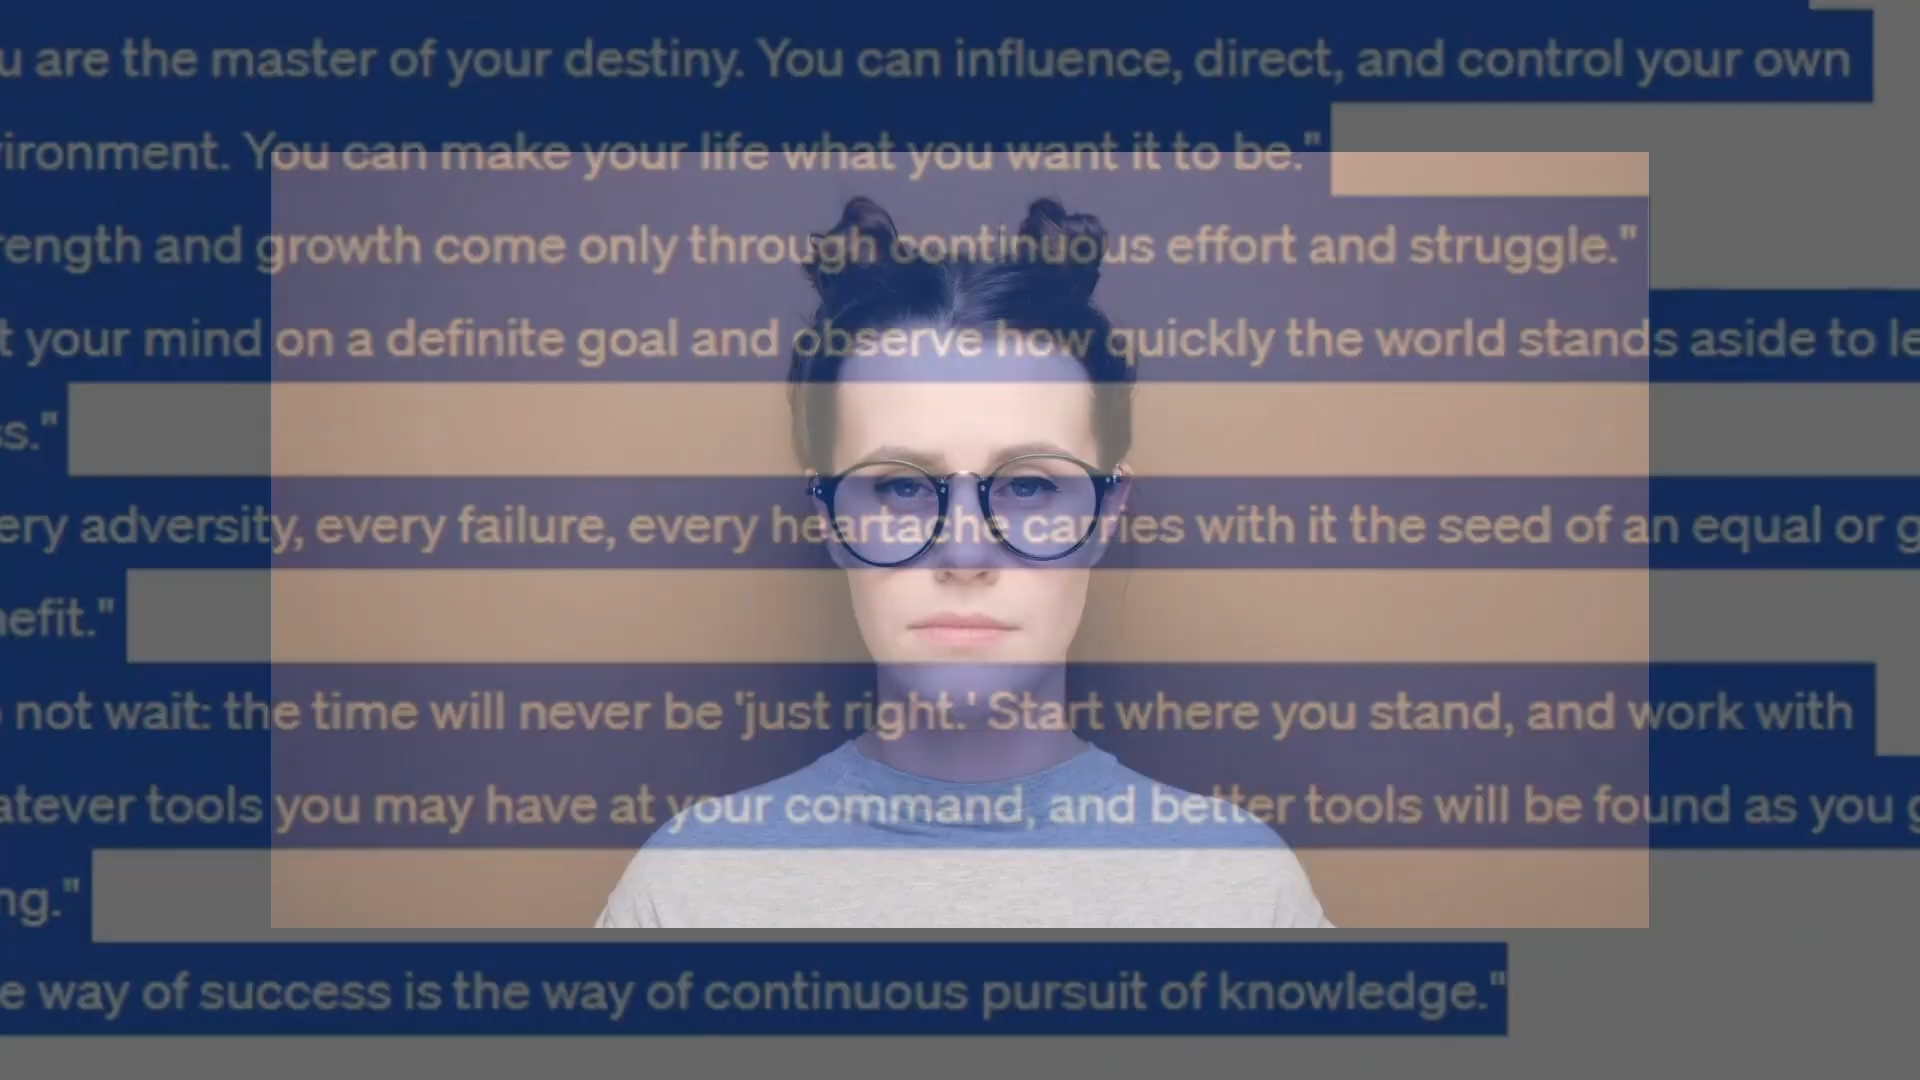 u are the master of your destiny. You can influence, direct, and control your own
ironment. You can make your life what you want it to be."
rength and growth come only through continuous effort and struggle."
t your mind on a definite goal and observe how quickly the world stands aside to le
ss."
ery adversity, every failure, every heartache carries with it the seed of an equal or g
nefit."
not wait: the time will never be 'just right.' Start where you stand, and work with
atever tools you may have at your command, and better tools will be found as you g
ng."
e way of success is the way of continuous pursuit of knowledge."